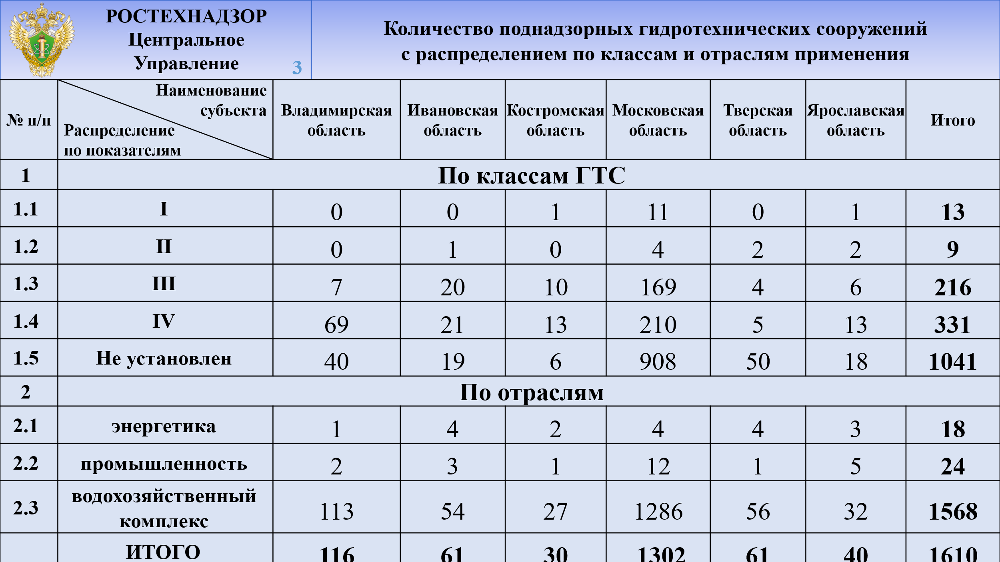 РОСТЕХНАДЗОР
Центральное
Управление
3
Количество поднадзорных гидротехнических сооружений
с распределением по классам и отраслям применения
№ п/п
Наименование
субъекта
Распределение
по показателям
Владимирская
область
Ивановская
область
Костромская
область
Московская
область
Тверская
область
Ярославская
область
Итого
1 По классам ГТС
1.1 I 0 0 1 11 0 1 13
1.2 II 0 1 0 4 2 2 9
1.3 III 7 20 10 169 4 6 216
1.4 IV 69 21 13 210 5 13 331
1.5 Не установлен 40 19 6 908 50 18 1041
2 По отраслям
2.1 энергетика 1 4 2 4 4 3 18
2.2 промышленность 2 3 1 12 1 5 24
2.3 водохозяйственный
комплекс 113 54 27 1286 56 32 1568
ИТОГО 116 61 30 1302 61 40 1610